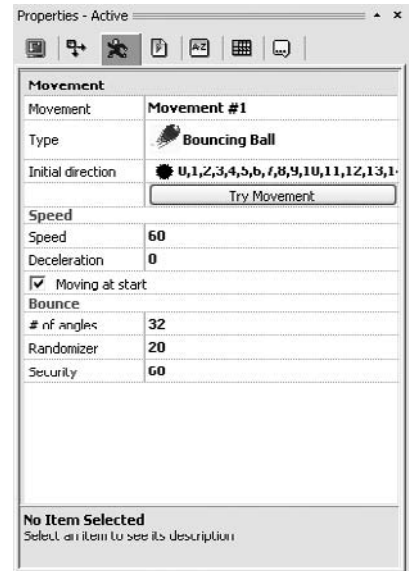 Properties - Active
A-Z
Movement
Movement Movement #1
Type Bouncing Ball
Initial direction 0,1,2,3,4,5,6,7,8,9,10,11,12,13,1
Try Movement
Speed
Speed 60
Deceleration 0
Moving at start
Bounce
# of angles 32
Randomizer 20
Security 60
No Item Selected
Select an item to see its description